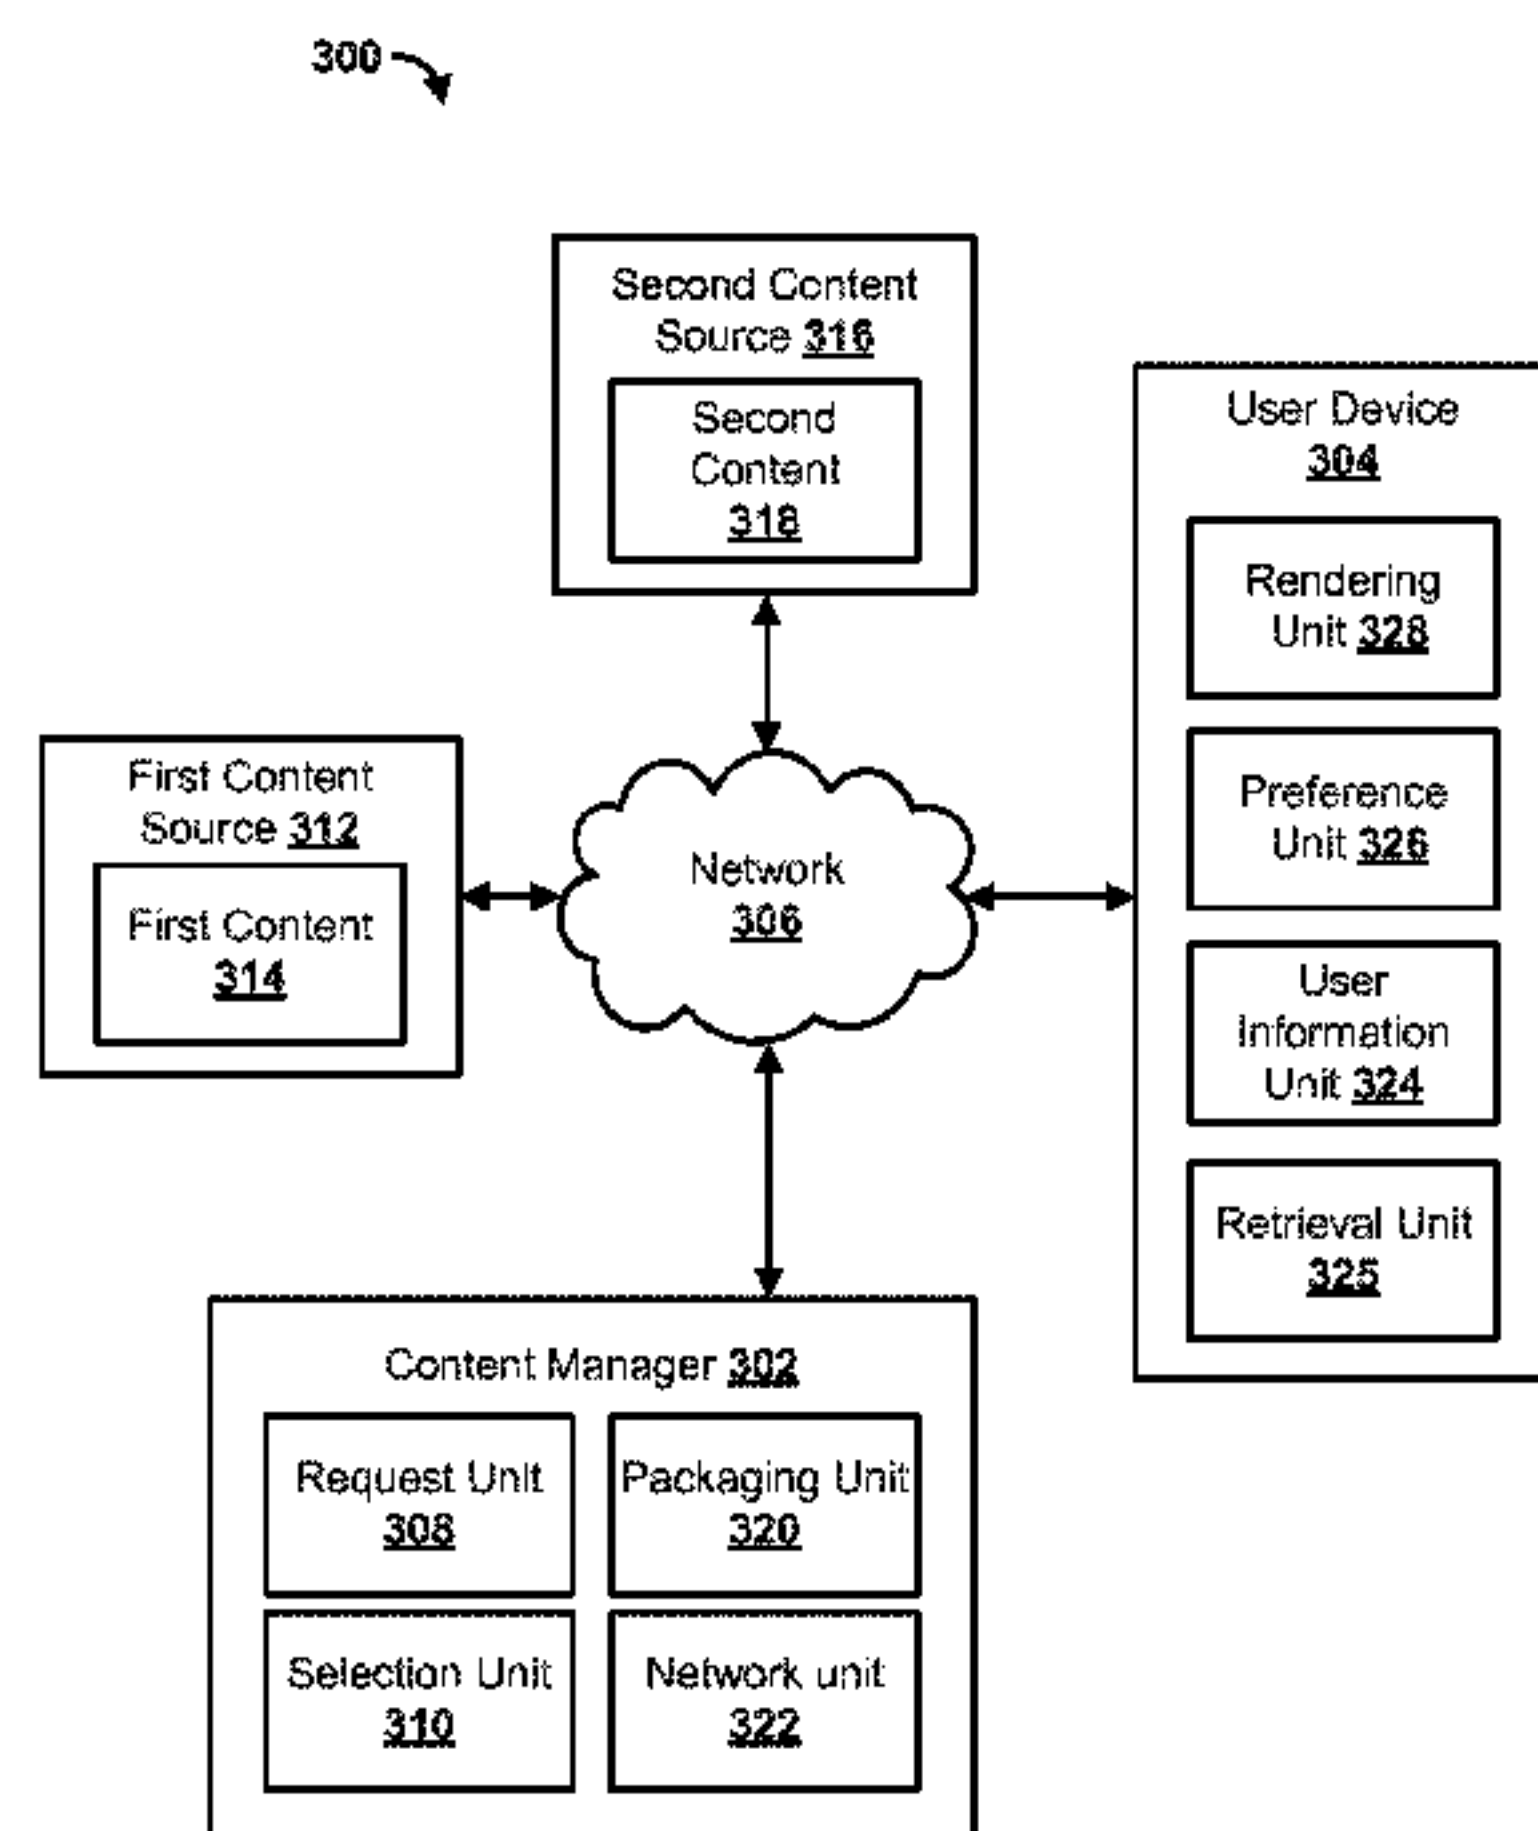 300
Second Content
Source 316
Second
Content
318
User Device
304
Rendering
Unit 328
Preference
Unit 326
User
Information
Unit 324
Retrieval Unit
325
First Content
Source 312
First Content
314
Network
306
Content Manager 302
Request Unit
308
Packaging Unit
320
Selection Unit
310
Network unit
322